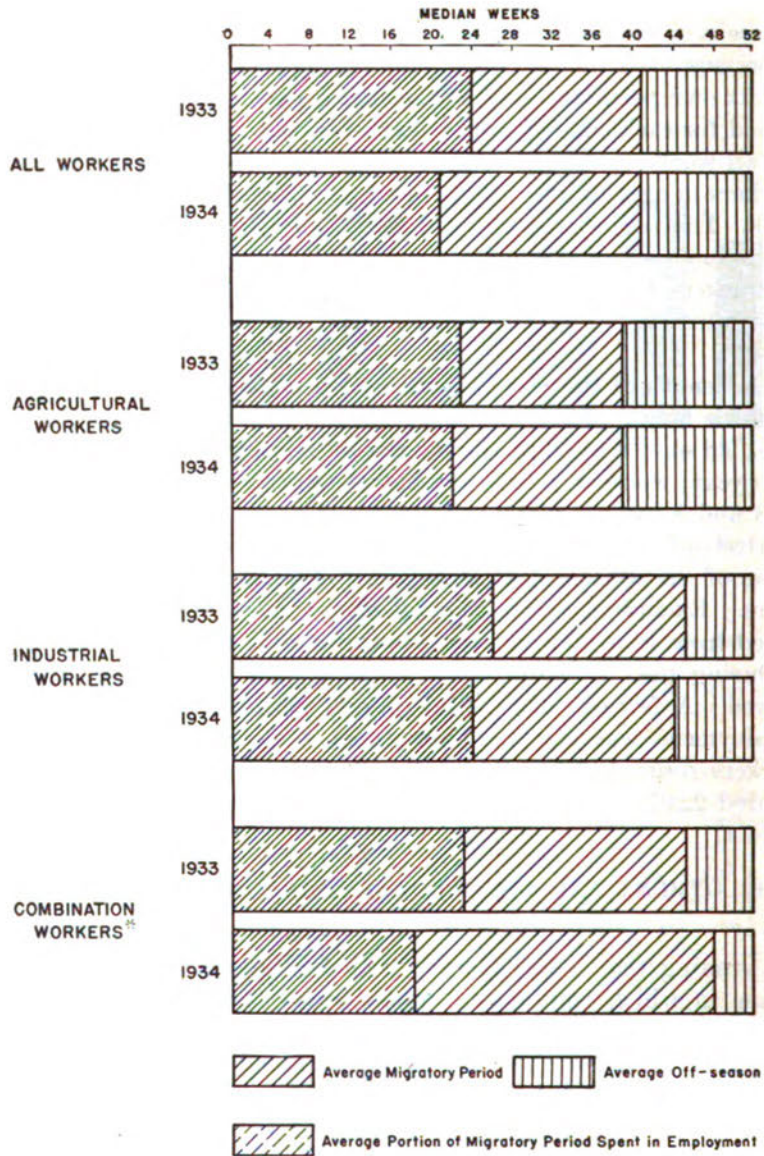 MEDIAN WEEKS
0 4 8 12 16 20. 24 28 32 36 40 44 48 52
1933
ALL WORKERS
1934
1933
AGRICULTURAL
WORKERS
1934
1933
INDUSTRIAL
WORKERS
1934
1933
COMBINATION
WORKERS*
1934
Average Migratory Period Average Off-season
Average Portion of Migratory Period Spent in Employment